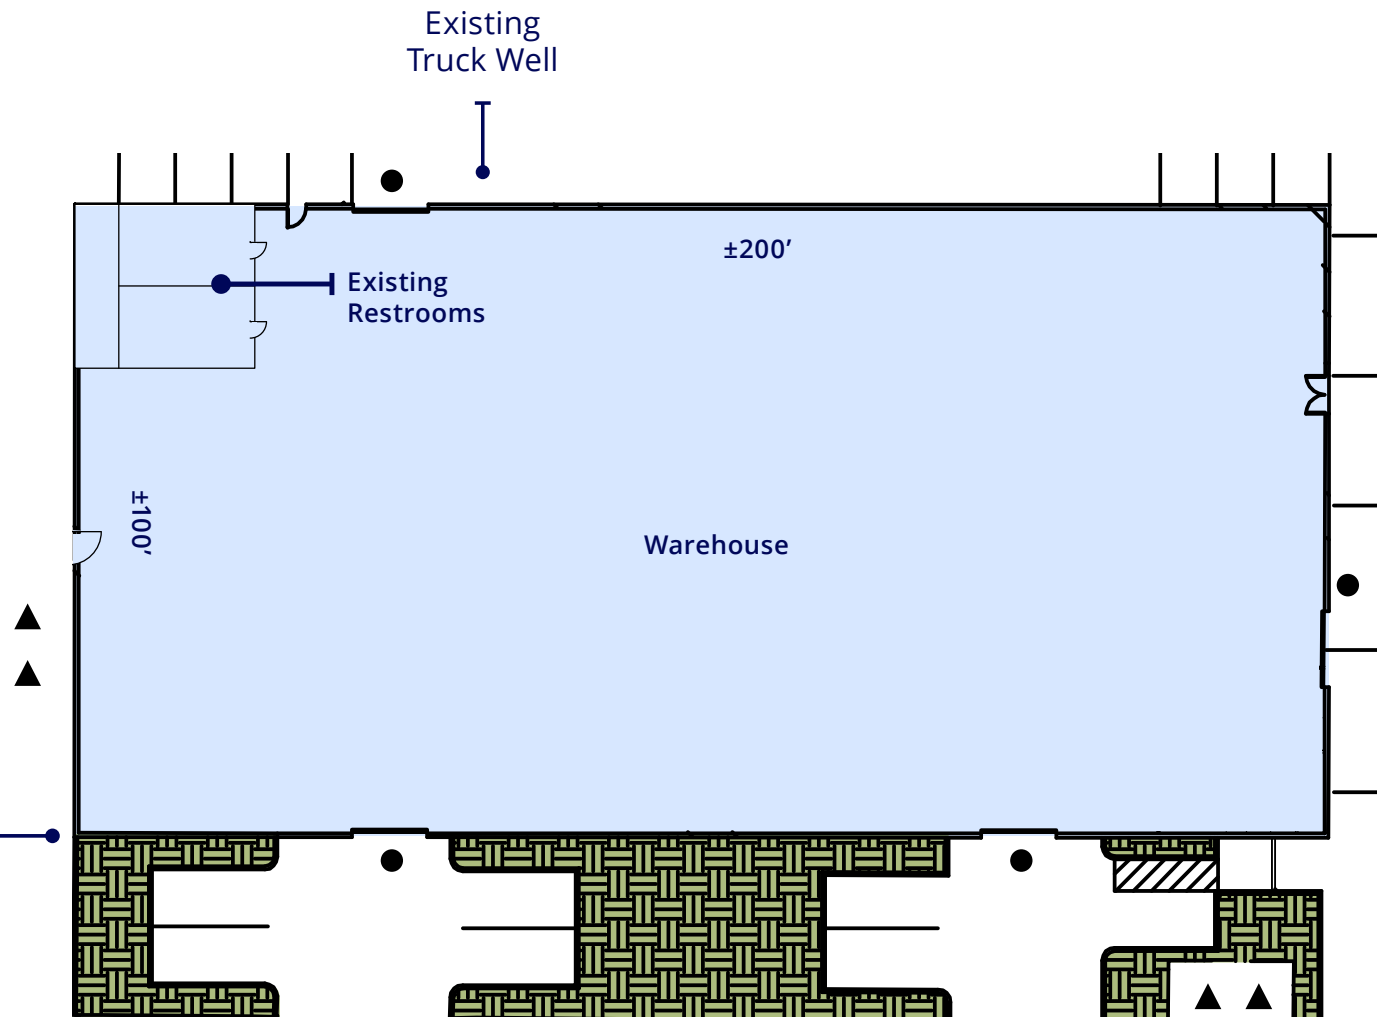 Existing
Truck Well
±200’
Existing
Restrooms
±100’
Warehouse